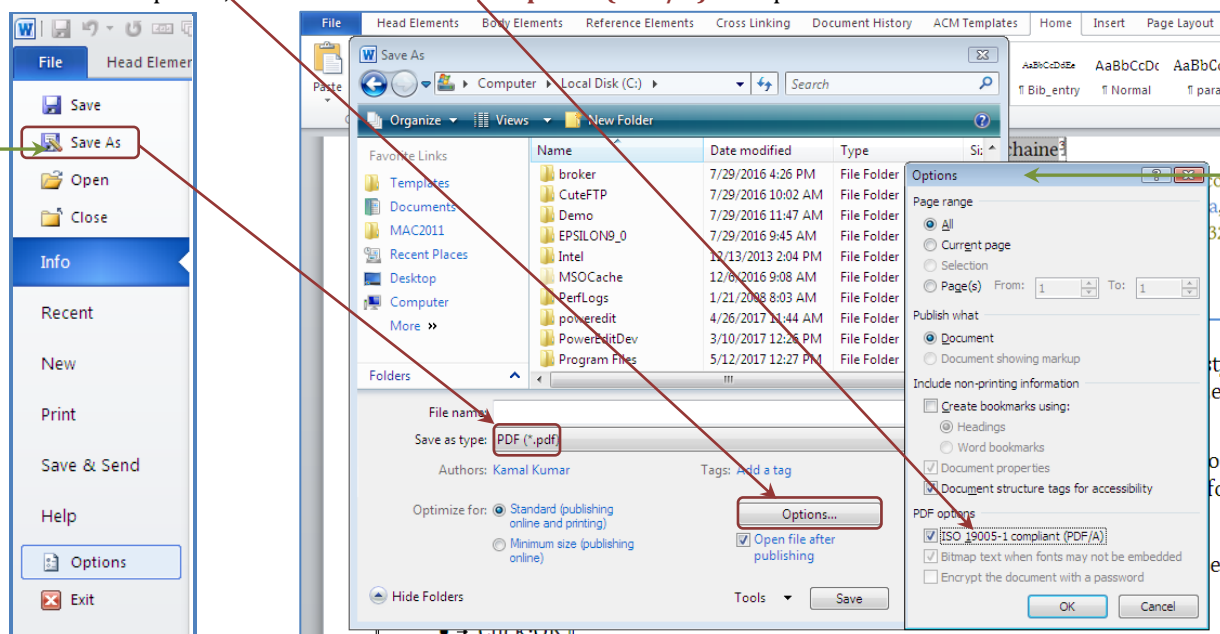 File
Head Elemen
Save
Save As
Open
Close
Info
Recent
New
Print
Save & Send
Help
Options
Exit
File Head Elements Body Elements Reference Elements Cross Linking Document History ACM Templates Home Insert Page Layout
Paste
AaBbCcDdEe AaBbCcDc AaBbCc
¶ Bib_entry ¶ Normal ¶ para
Save As
Computer Local Disk (C:) Search
Organize Views New Folder
Favorite Links
Templates
Documents
MAC2011
Recent Places
Desktop
Computer
More »
Folders
Name Date modified Type Si:
broker 7/29/2016 4:26 PM File Folder
CuteFTP 7/29/2016 10:02 AM File Folder
Demo 7/29/2016 11:47 AM File Folder
EPSILON9_0 7/29/2016 9:45 AM File Folder
Intel 12/13/2013 2:04 PM File Folder
MSOCache 12/6/2016 9:08 AM File Folder
PerfLogs 1/21/2008 8:03 AM File Folder
poweredit 4/26/2017 11:44 AM File Folder
PowerEditDev 3/10/2017 12:26 PM File Folder
Program Files 5/12/2017 12:27 PM File Folder
File name:
Save as type: PDF (*.pdf)
Authors: Kamal Kumar Tags: Add a tag
Optimize for: Standard (publishing
online and printing)
Minimum size (publishing
online)
Options...
Open file after
publishing
Hide Folders Tools Save
chaine3
Options
Page range
All
Current page
Selection
Page(s) From: 1 To: 1
Publish what
Document
Document showing markup
Include non-printing information
Create bookmarks using:
Headings
Word bookmarks
Document properties
Document structure tags for accessibility
PDF options
ISO 19005-1 compliant (PDF/A)
Bitmap text when fonts may not be embedded
Encrypt the document with a password
OK Cancel